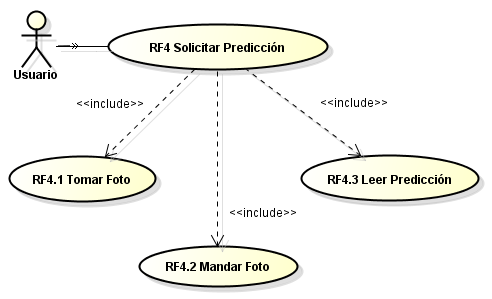 RF4 Solicitar Predicción
Usuario
<<include>>
<<include>>
RF4.1 Tomar Foto
RF4.3 Leer Predicción
<<include>>
RF4.2 Mandar Foto